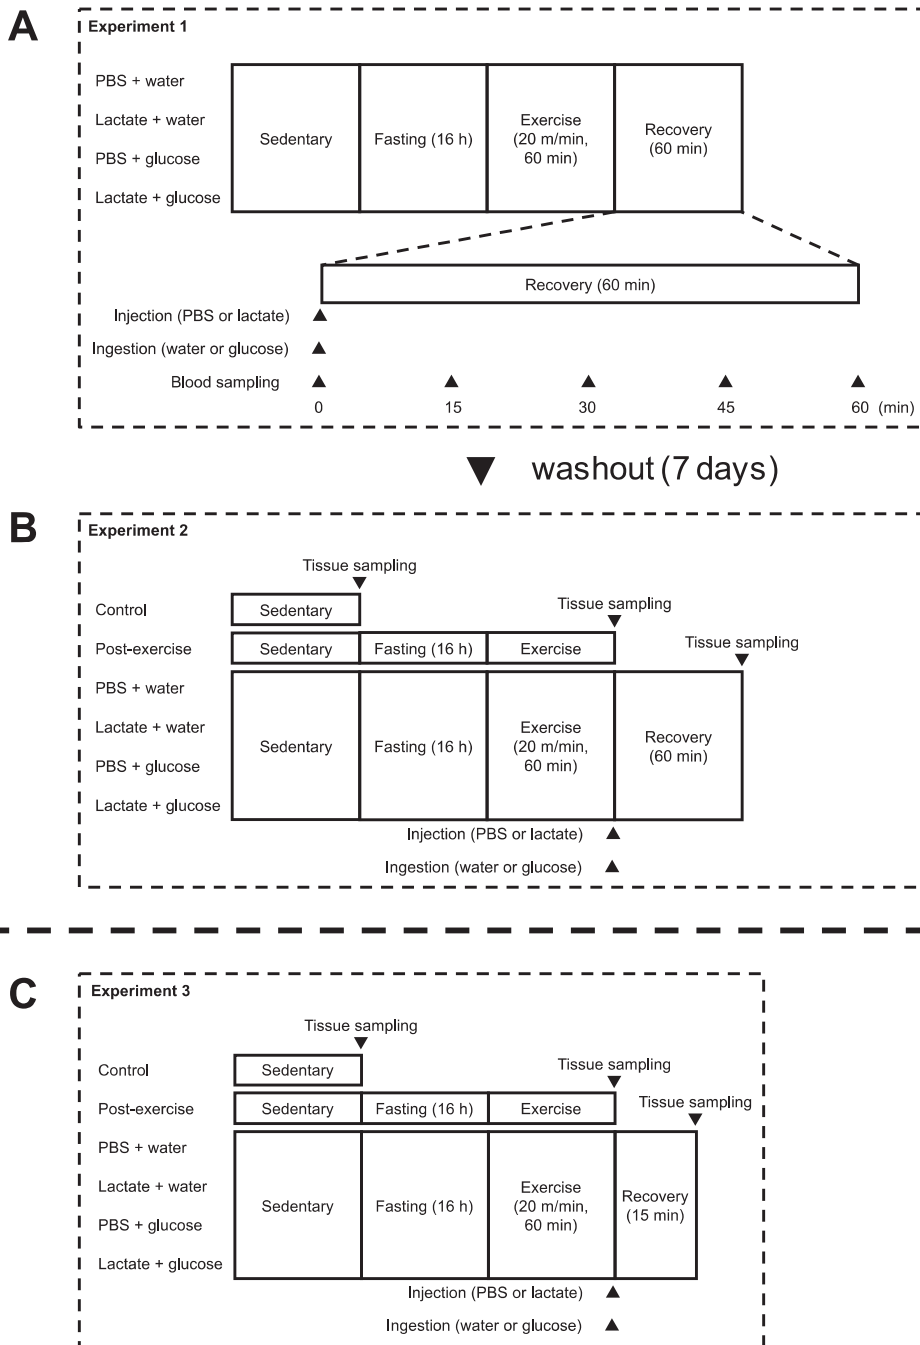 A
Experiment 1
PBS + water
Lactate + water
PBS + glucose
Lactate + glucose
Sedentary
Fasting (16 h)
Exercise
(20 m/min,
60 min)
Recovery
(60 min)
Recovery (60 min)
Injection (PBS or lactate)
Ingestion (water or glucose)
Blood sampling
0 15 30 45 60 (min)
washout (7 days)
B
Experiment 2
Tissue sampling
Control
Sedentary
Tissue sampling
Post-exercise
Sedentary
Fasting (16 h)
Exercise
Tissue sampling
PBS + water
Lactate + water
PBS + glucose
Lactate + glucose
Sedentary
Fasting (16 h)
Exercise
(20 m/min,
60 min)
Recovery
(60 min)
Injection (PBS or lactate)
Ingestion (water or glucose)
C
Experiment 3
Tissue sampling
Control
Sedentary
Tissue sampling
Post-exercise
Sedentary
Fasting (16 h)
Exercise
Tissue sampling
PBS + water
Lactate + water
PBS + glucose
Lactate + glucose
Sedentary
Fasting (16 h)
Exercise
(20 m/min,
60 min)
Recovery
(15 min)
Injection (PBS or lactate)
Ingestion (water or glucose)